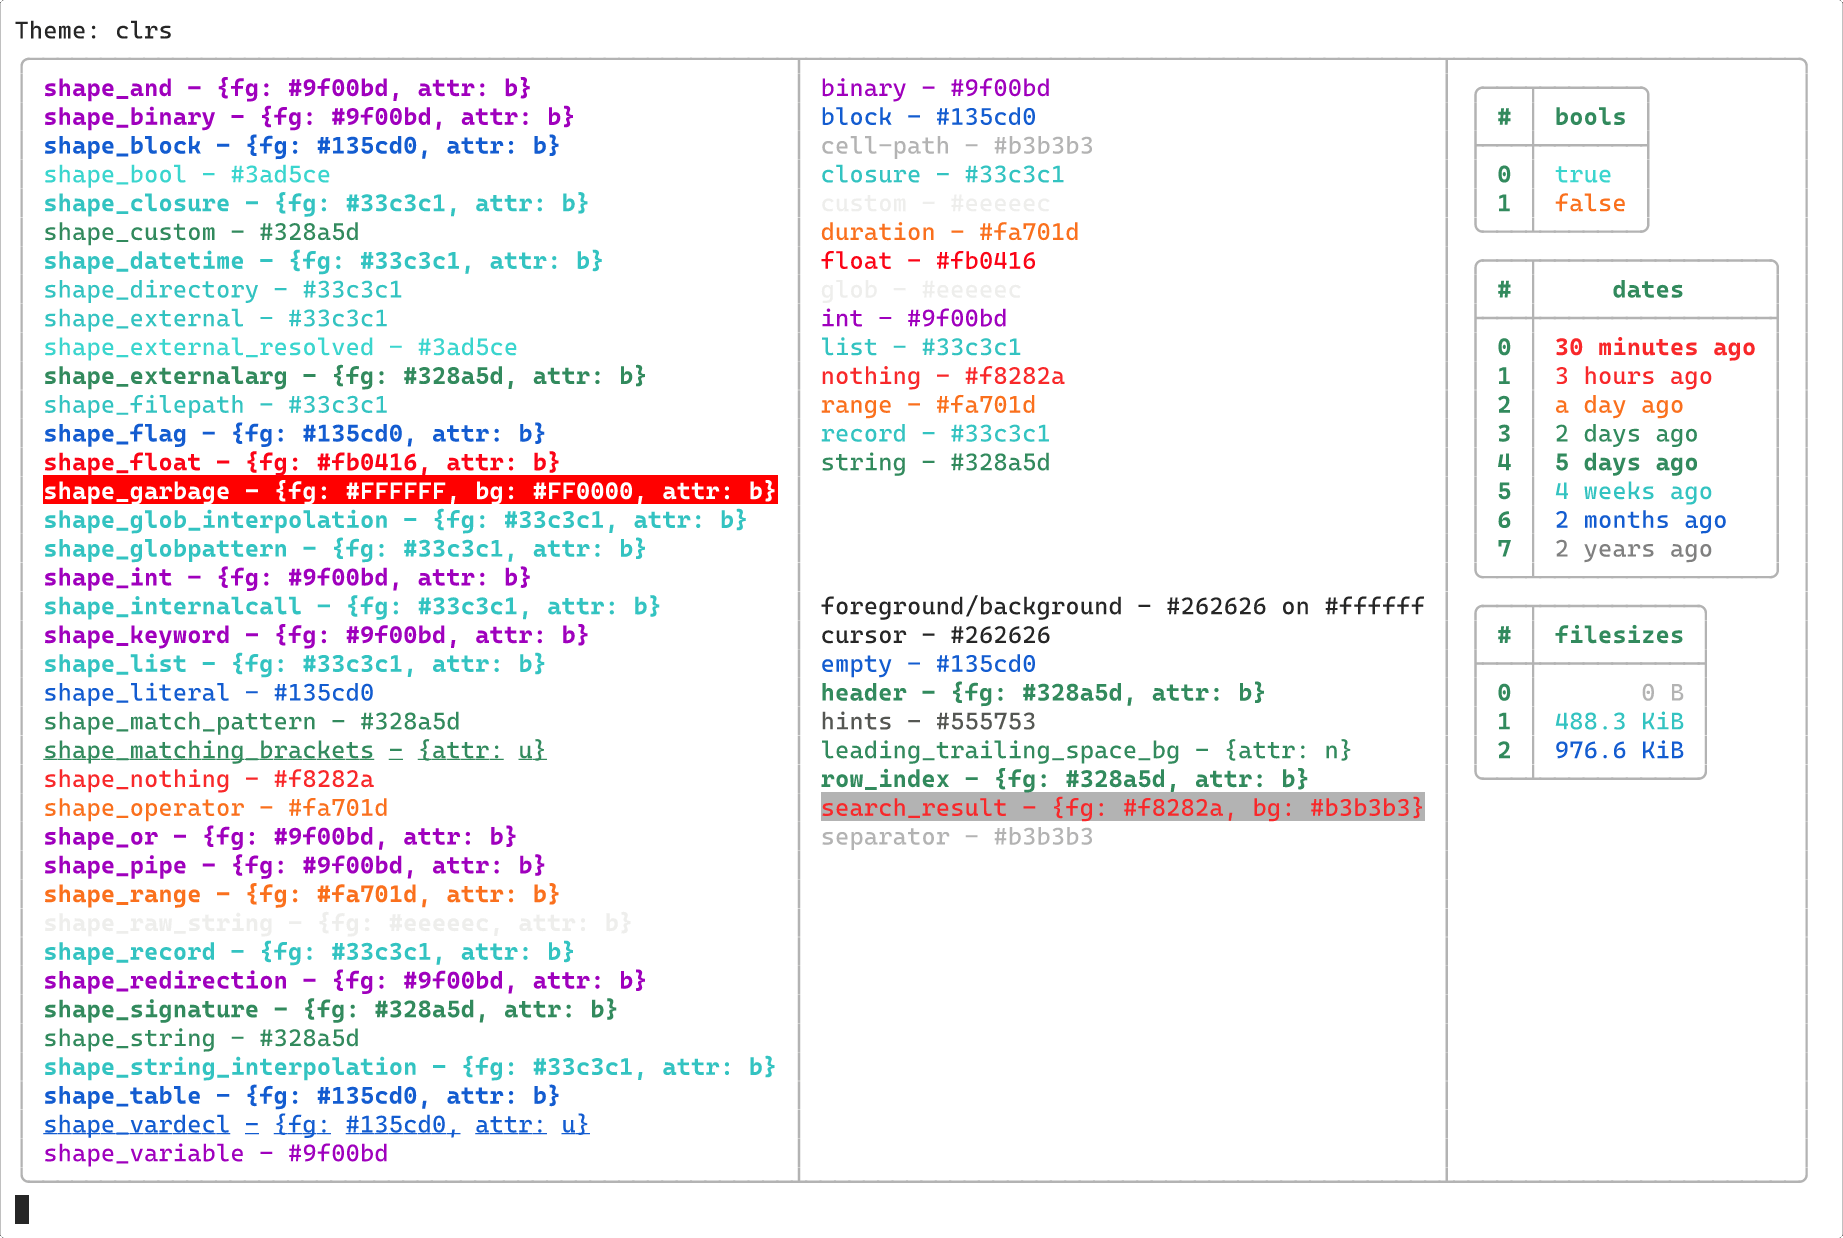 Theme: clrs
shape_and - {fg: #9f00bd, attr: b}
shape_binary - {fg: #9f00bd, attr: b}
shape_block - {fg: #135cd0, attr: b}
shape_bool - #3ad5ce
shape_closure - {fg: #33c3c1, attr: b}
shape_custom - #328a5d
shape_datetime - {fg: #33c3c1, attr: b}
shape_directory - #33c3c1
shape_external - #33c3c1
shape_external_resolved - #3ad5ce
shape_externalarg - {fg: #328a5d, attr: b}
shape_filepath - #33c3c1
shape_flag - {fg: #135cd0, attr: b}
shape_float - {fg: #fb0416, attr: b}
shape_garbage - {fg: #FFFFFF, bg: #FF0000, attr: b}
shape_glob_interpolation - {fg: #33c3c1, attr: b}
shape_globpattern - {fg: #33c3c1, attr: b}
shape_int - {fg: #9f00bd, attr: b}
shape_internalcall - {fg: #33c3c1, attr: b}
shape_keyword - {fg: #9f00bd, attr: b}
shape_list - {fg: #33c3c1, attr: b}
shape_literal - #135cd0
shape_match_pattern - #328a5d
shape_matching_brackets - {attr: u}
shape_nothing - #f8282a
shape_operator - #fa701d
shape_or - {fg: #9f00bd, attr: b}
shape_pipe - {fg: #9f00bd, attr: b}
shape_range - {fg: #fa701d, attr: b}
shape_raw_string - {fg: #eeeeec, attr: b}
shape_record - {fg: #33c3c1, attr: b}
shape_redirection - {fg: #9f00bd, attr: b}
shape_signature - {fg: #328a5d, attr: b}
shape_string - #328a5d
shape_string_interpolation - {fg: #33c3c1, attr: b}
shape_table - {fg: #135cd0, attr: b}
shape_vardecl - {fg: #135cd0, attr: u}
shape_variable - #9f00bd
binary - #9f00bd
block - #135cd0
cell-path - #b3b3b3
closure - #33c3c1
custom - #eeeeec
duration - #fa701d
float - #fb0416
glob - #eeeeec
int - #9f00bd
list - #33c3c1
nothing - #f8282a
range - #fa701d
record - #33c3c1
string - #328a5d
foreground/background - #262626 on #ffffff
cursor - #262626
empty - #135cd0
header - {fg: #328a5d, attr: b}
hints - #555753
leading_trailing_space_bg - {attr: n}
row_index - {fg: #328a5d, attr: b}
search_result - {fg: #f8282a, bg: #b3b3b3}
separator - #b3b3b3
# bools
0 true
1 false
# dates
0 30 minutes ago
1 3 hours ago
2 a day ago
3 2 days ago
4 5 days ago
5 4 weeks ago
6 2 months ago
7 2 years ago
# filesizes
0 0 B
1 488.3 KiB
2 976.6 KiB